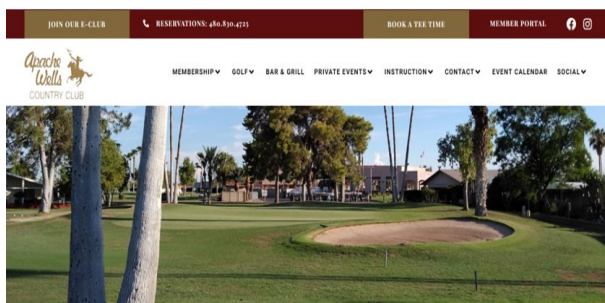 JOIN OUR E-CLUB
RESERVATIONS: 480.830.4725
BOOK A TEE TIME
MEMBER PORTAL
Apache
Wells
COUNTRY CLUB
MEMBERSHIP GOLF BAR & GRILL PRIVATE EVENTS INSTRUCTION CONTACT EVENT CALENDAR SOCIAL